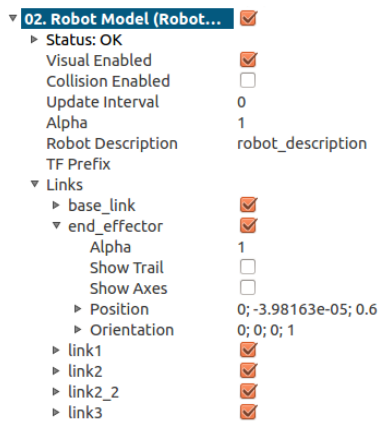 02. Robot Model (Robot...
Status: OK
Visual Enabled
Collision Enabled
Update Interval 0
Alpha 1
Robot Description robot_description
TF Prefix
Links
base_link
end_effector
Alpha 1
Show Trail
Show Axes
Position 0; -3.98163e-05; 0.6
Orientation 0; 0; 0; 1
link1
link2
link2_2
link3